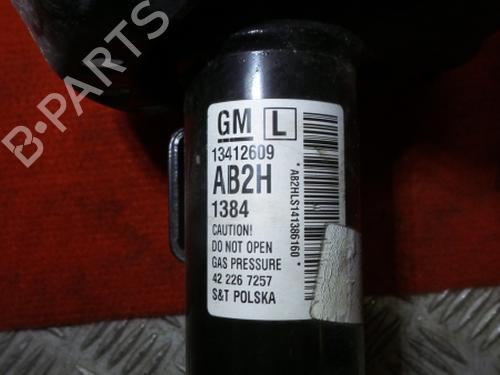 B-PARTS
GM L
13412609
AB2H
1384
CAUTION!
DO NOT OPEN
GAS PRESSURE
42 226 7257
S&T POLSKA
*AB2HLS141386160*